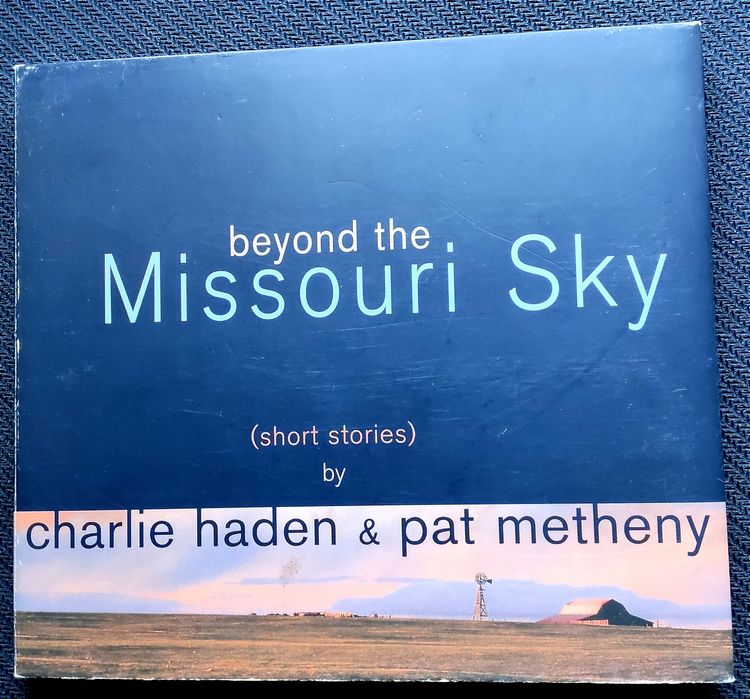 beyond the
Missouri Sky
(short stories)
by
charlie haden & pat metheny